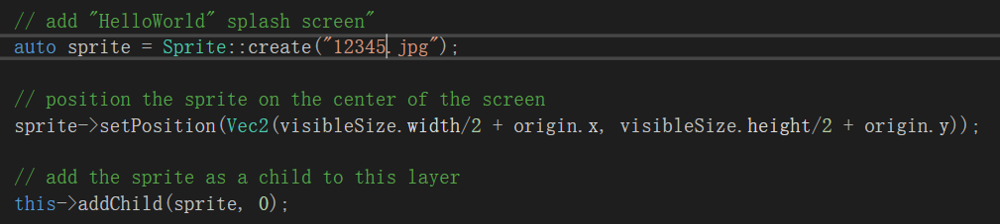 // add "HelloWorld" splash screen"
auto sprite = Sprite::create("12345.jpg");
// position the sprite on the center of the screen
sprite->setPosition(Vec2(visibleSize.width/2 + origin.x, visibleSize.height/2 + origin.y));
// add the sprite as a child to this layer
this->addChild(sprite, 0);